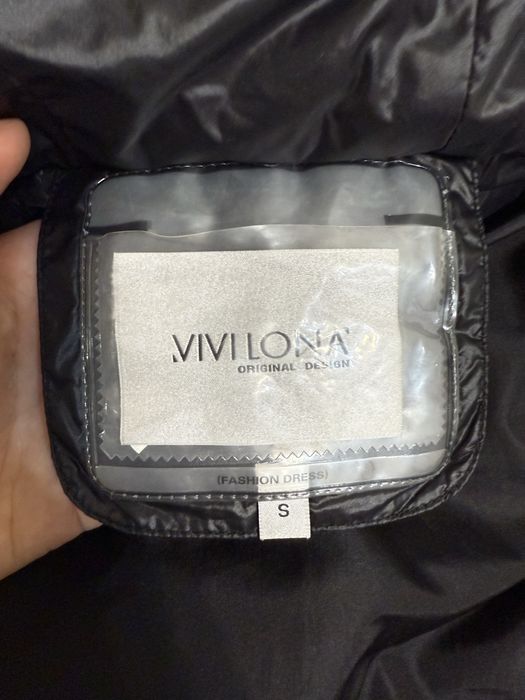 VIVILONA
ORIGINAL DESIGN
(FASHION DRESS)
S